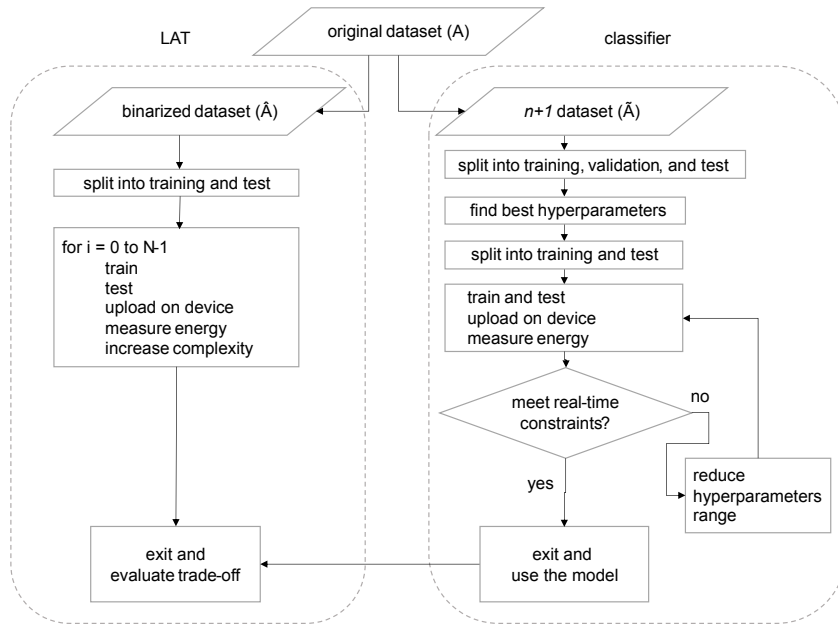 LAT
original dataset (A)
classifier
binarized dataset (Â)
split into training and test
for i = 0 to N-1
train
test
upload on device
measure energy
increase complexity
exit and
evaluate trade-off
n+1 dataset (Ã)
split into training, validation, and test
find best hyperparameters
split into training and test
train and test
upload on device
measure energy
meet real-time
constraints?
no
yes
reduce
hyperparameters
range
exit and
use the model